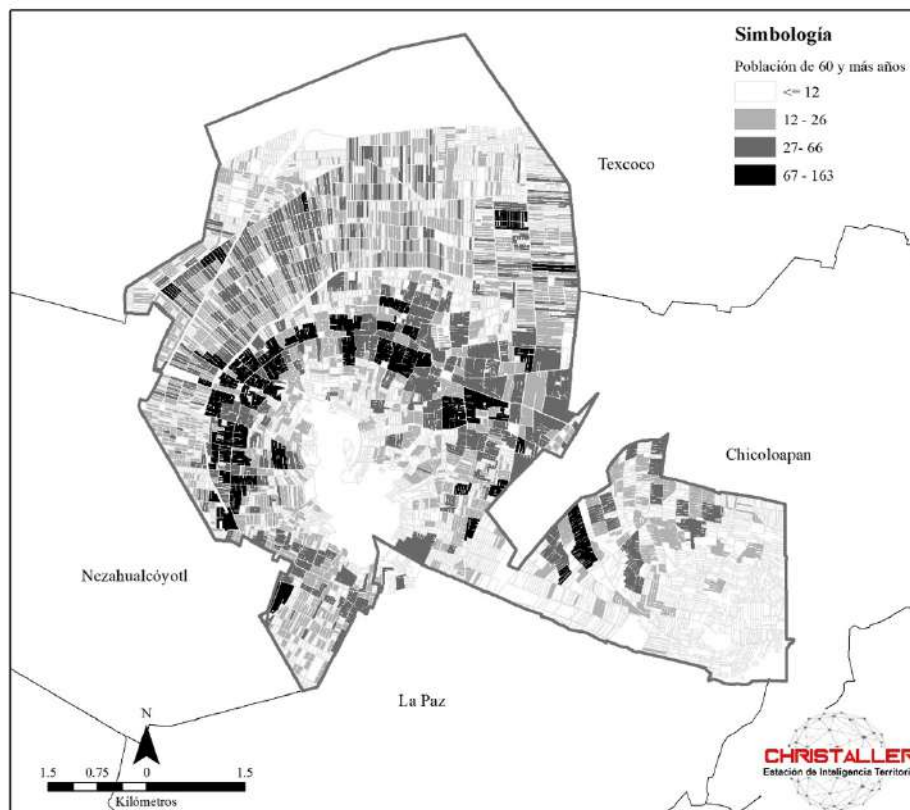 Simbología
Población de 60 y más años
<= 12
12 - 26
27- 66
67 - 163
Texcoco
Chicoloapan
Nezahualcóyotl
La Paz
N
1.5 0.75 0 1.5
Kilómetros
CHRISTALLER
Estación de Inteligencia Territorial